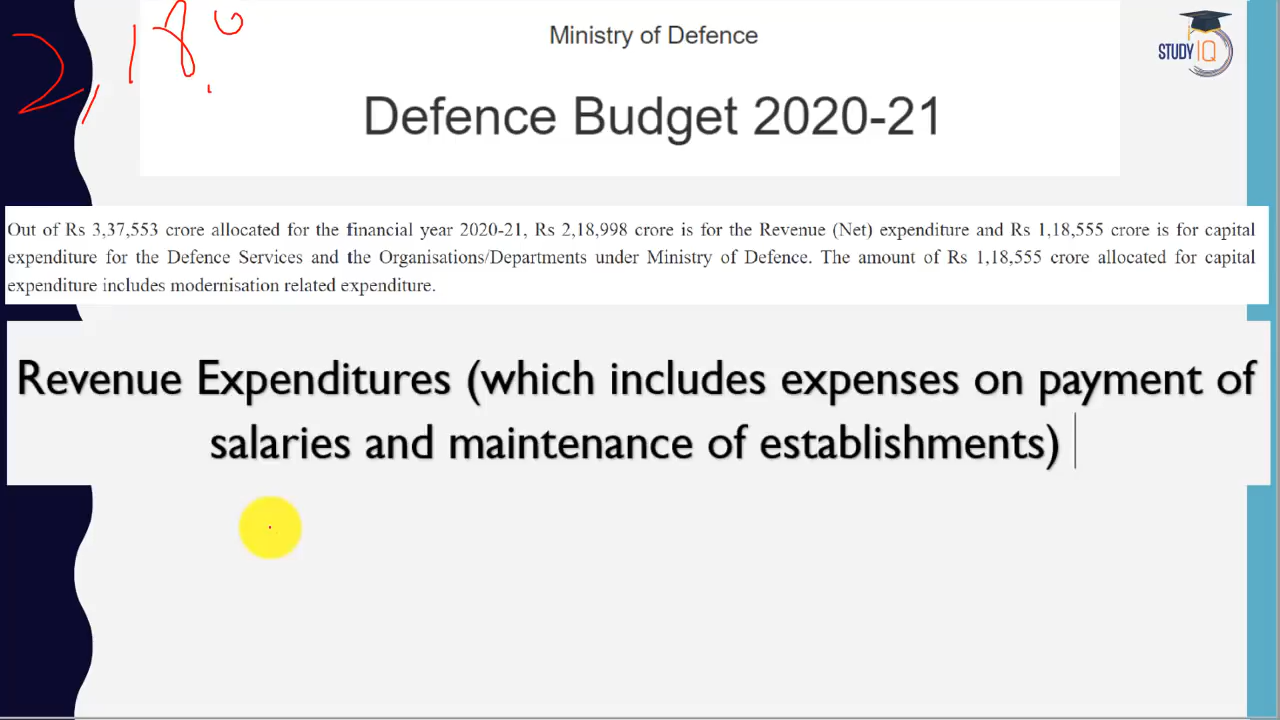 2,18,0
Ministry of Defence
STUDY IQ
Defence Budget 2020-21
Out of Rs 3,37,553 crore allocated for the financial year 2020-21, Rs 2,18,998 crore is for the Revenue (Net) expenditure and Rs 1,18,555 crore is for capital
expenditure for the Defence Services and the Organisations/Departments under Ministry of Defence. The amount of Rs 1,18,555 crore allocated for capital
expenditure includes modernisation related expenditure.
Revenue Expenditures (which includes expenses on payment of
salaries and maintenance of establishments)